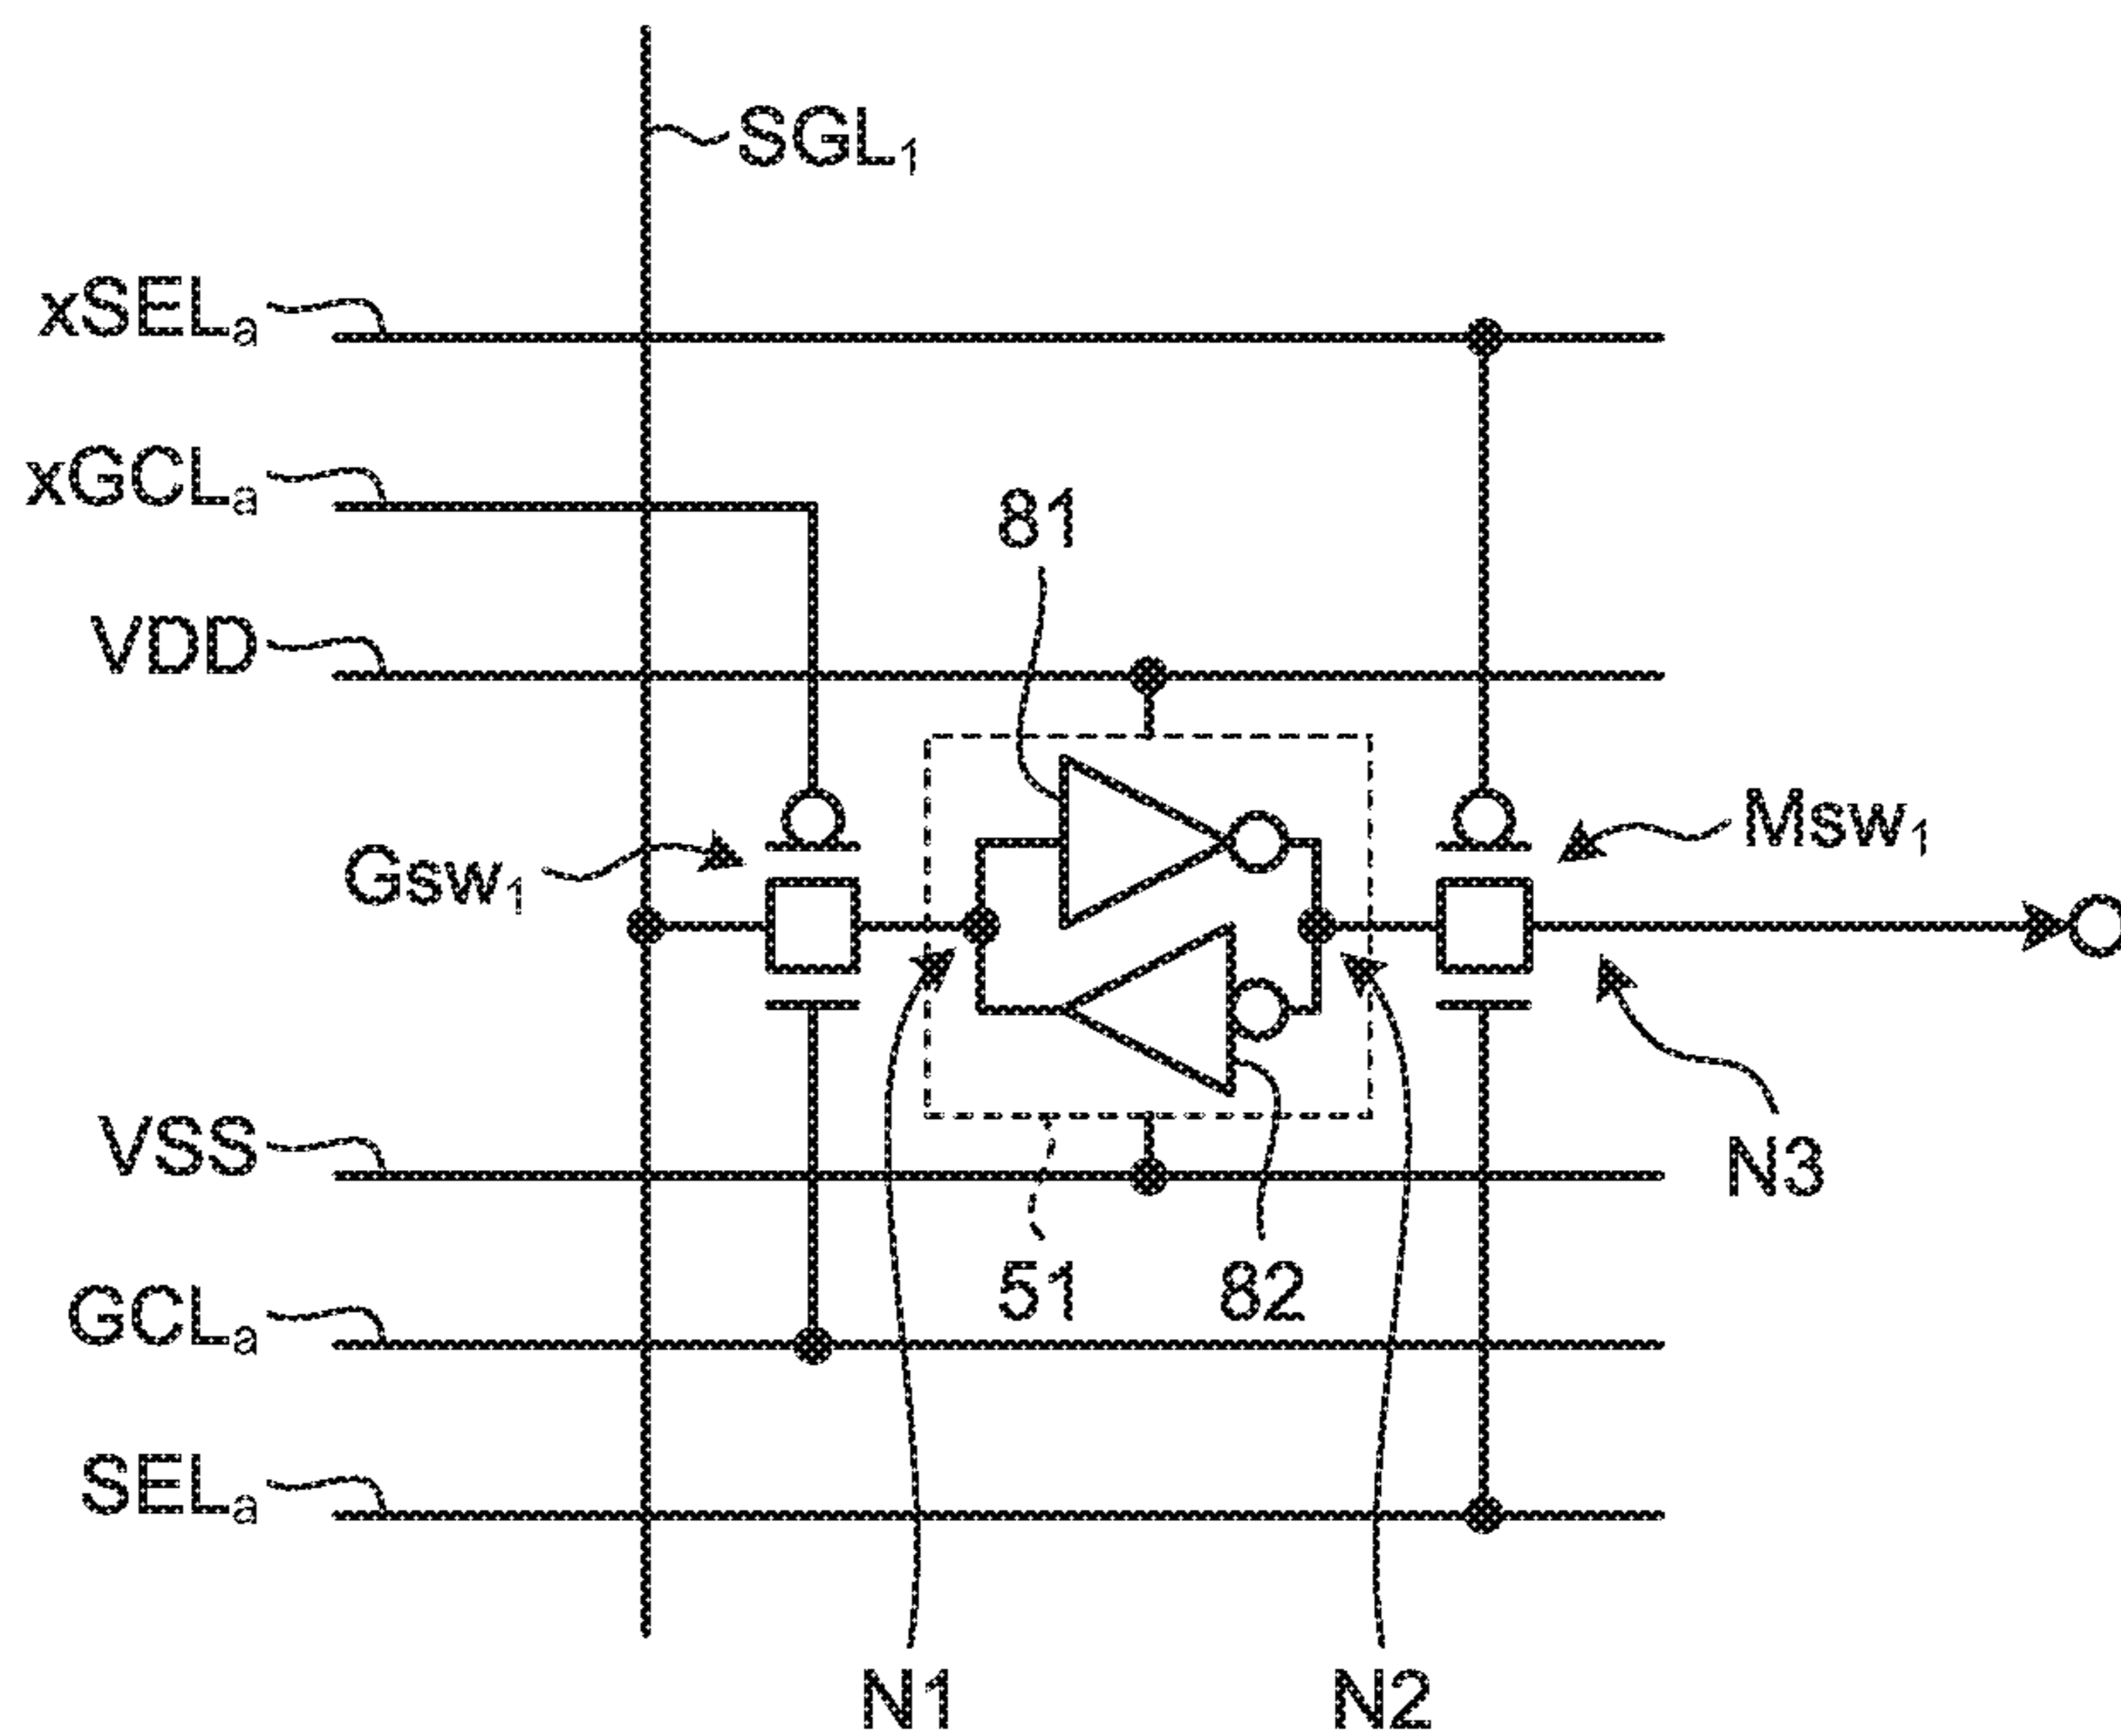 SGL₁
xSELₐ
xGCLₐ
81
VDD
Gsw₁
Msw₁
VSS
N3
51
82
GCLₐ
SELₐ
N1
N2